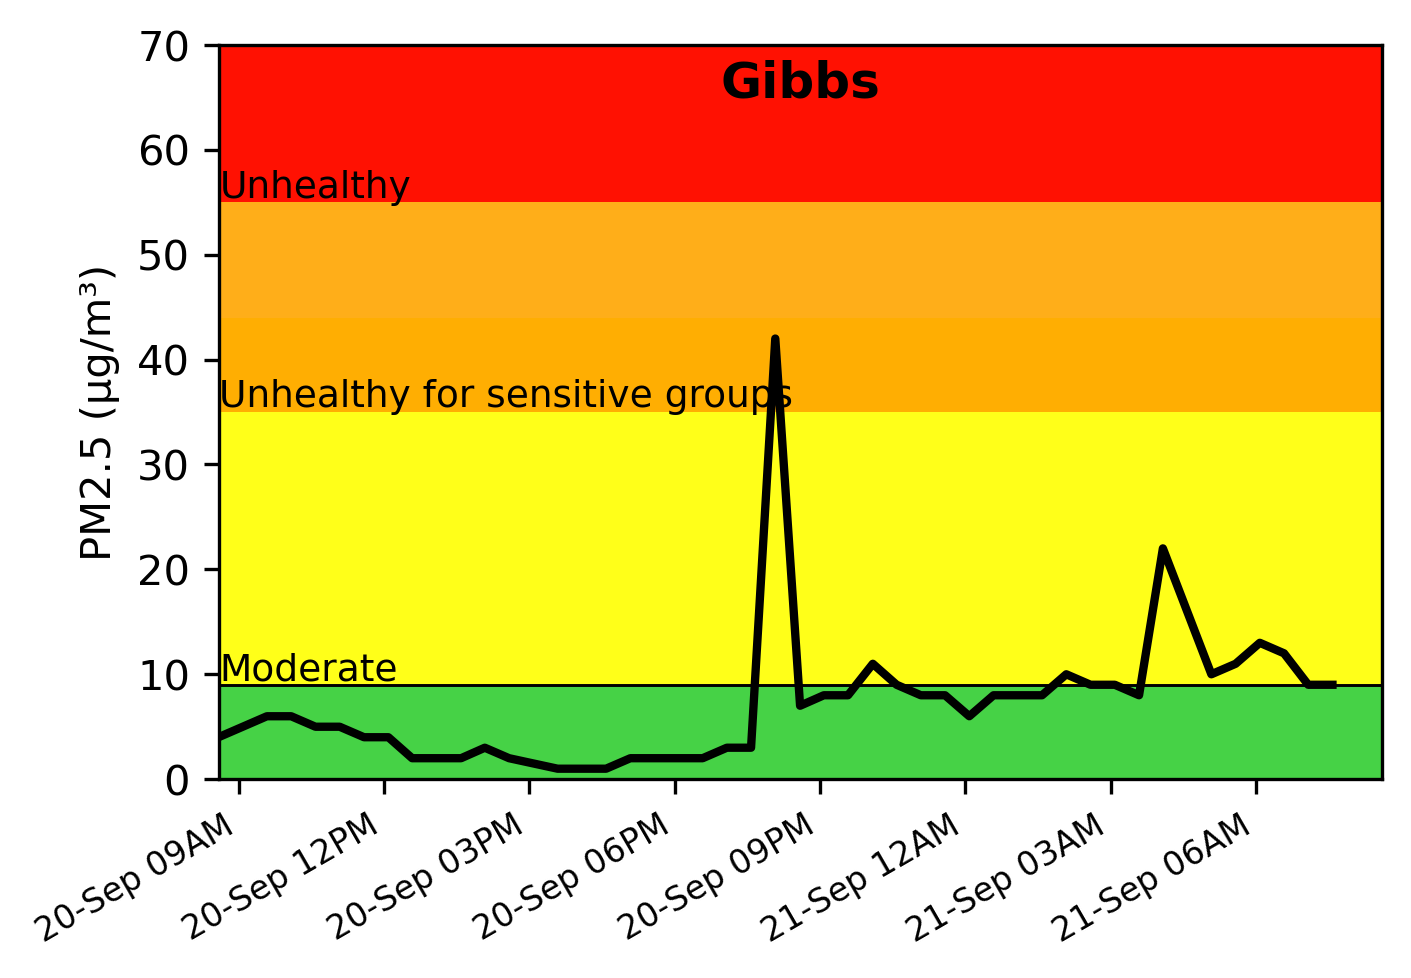 Gibbs
70
60
50
40
30
20
10
0
PM2.5 (µg/m³)
Unhealthy
Unhealthy for sensitive groups
Moderate
20-Sep 09AM
20-Sep 12PM
20-Sep 03PM
20-Sep 06PM
20-Sep 09PM
21-Sep 12AM
21-Sep 03AM
21-Sep 06AM